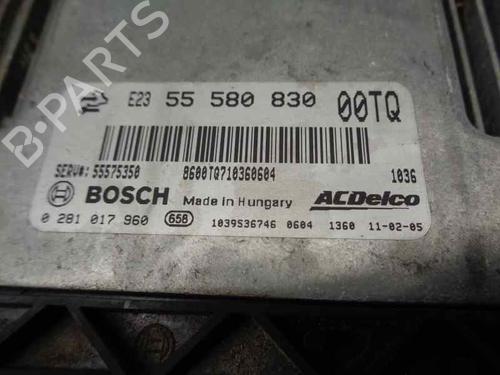 E23 55 580 830 00TQ
SERV#: 55575350 8600TQ710360604 1036
BOSCH Made in Hungary ACDelco
0 281 017 960 658 1039S36746 0604 1360 11-02-05
B-PARTS